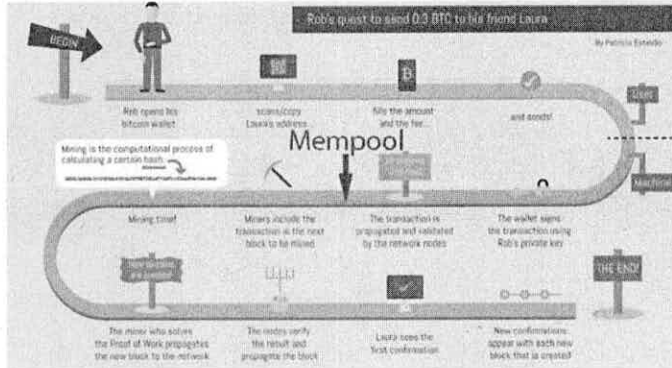 Rob's quest to send 0.3 BTC to his friend Laura
By Patricia Estevão
BEGIN
Rob opens his
bitcoin wallet
scans/copy
Laura's address...
fills the amount
and the fee...
and sends!
User
Machine
Mempool
Mining is the computational process of
calculating a certain hash
Mining time!
Miners include the
transaction in the next
block to be mined
The transaction is
propagated and validated
by the network nodes
The wallet signs
the transaction using
Rob's private key
The miner who solves
the Proof of Work propagates
the new block to the network
The nodes verify
the result and
propagate the block
Laura sees the
first confirmation
New confirmations
appear with each new
block that is created
THE END!